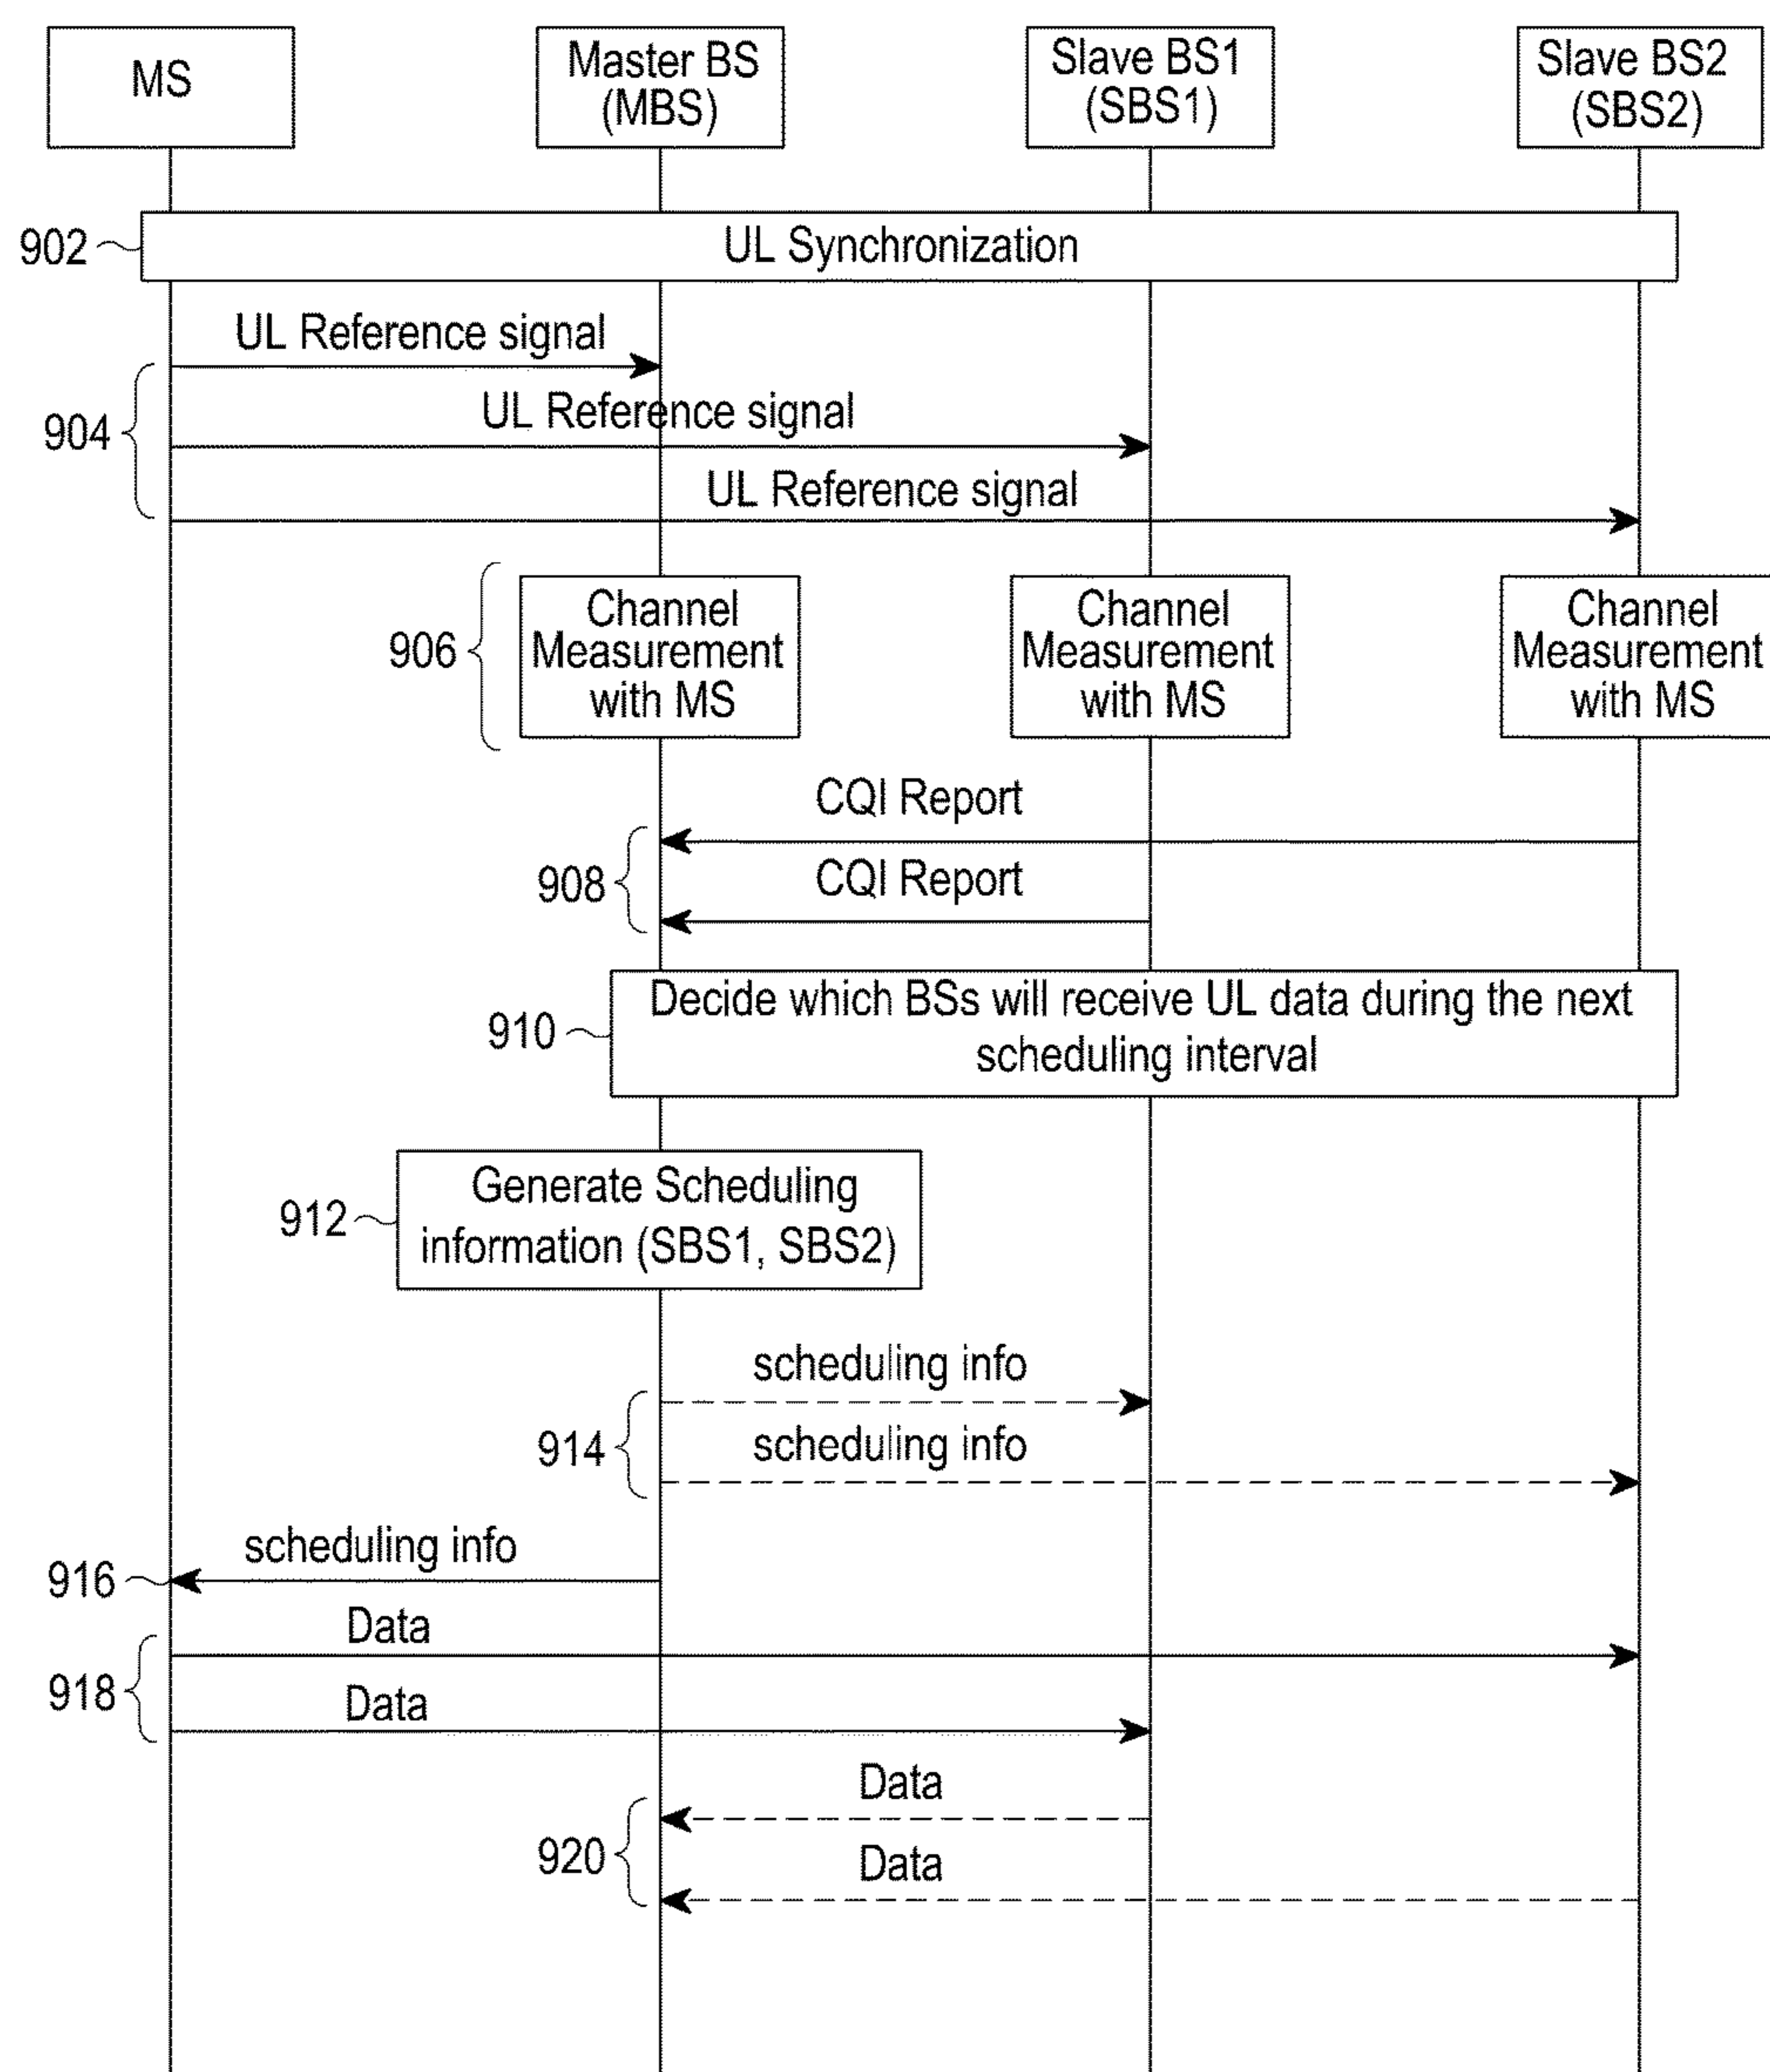 MS
Master BS
(MBS)
Slave BS1
(SBS1)
Slave BS2
(SBS2)
902
UL Synchronization
UL Reference signal
904
UL Reference signal
UL Reference signal
906
Channel
Measurement
with MS
Channel
Measurement
with MS
Channel
Measurement
with MS
CQI Report
908
CQI Report
910
Decide which BSs will receive UL data during the next
scheduling interval
912
Generate Scheduling
information (SBS1, SBS2)
scheduling info
914
scheduling info
916
scheduling info
Data
918
Data
Data
920
Data